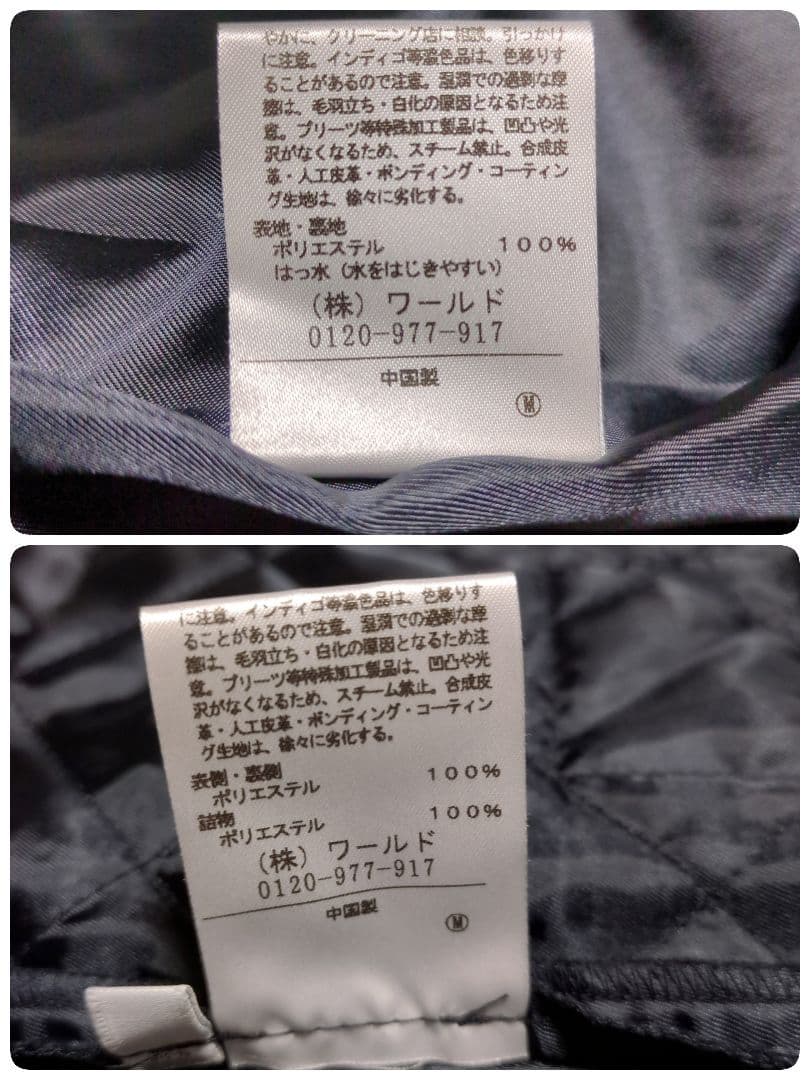 やかに、クリーニング店に相談。引っかけ
に注意。インディゴ等濃色品は、色移りす
ることがあるので注意。湿潤での過剰な摩
擦は、毛羽立ち・白化の原因となるため注
意。プリーツ等特殊加工製品は、凹凸や光
沢がなくなるため、スチーム禁止。合成皮
革・人工皮革・ボンディング・コーティン
グ生地は、徐々に劣化する。
表地・裏地
ポリエステル 100%
はっ水(水をはじきやすい)
(株)ワールド
0120-977-917
中国製
Ⓜ
に注意。インディゴ等濃色品は、色移りす
ることがあるので注意。湿潤での過剰な摩
擦は、毛羽立ち・白化の原因となるため注
意。プリーツ等特殊加工製品は、凹凸や光
沢がなくなるため、スチーム禁止。合成皮
革・人工皮革・ボンディング・コーティン
グ生地は、徐々に劣化する。
表側・裏側
ポリエステル 100%
詰物
ポリエステル 100%
(株)ワールド
0120-977-917
中国製
Ⓜ